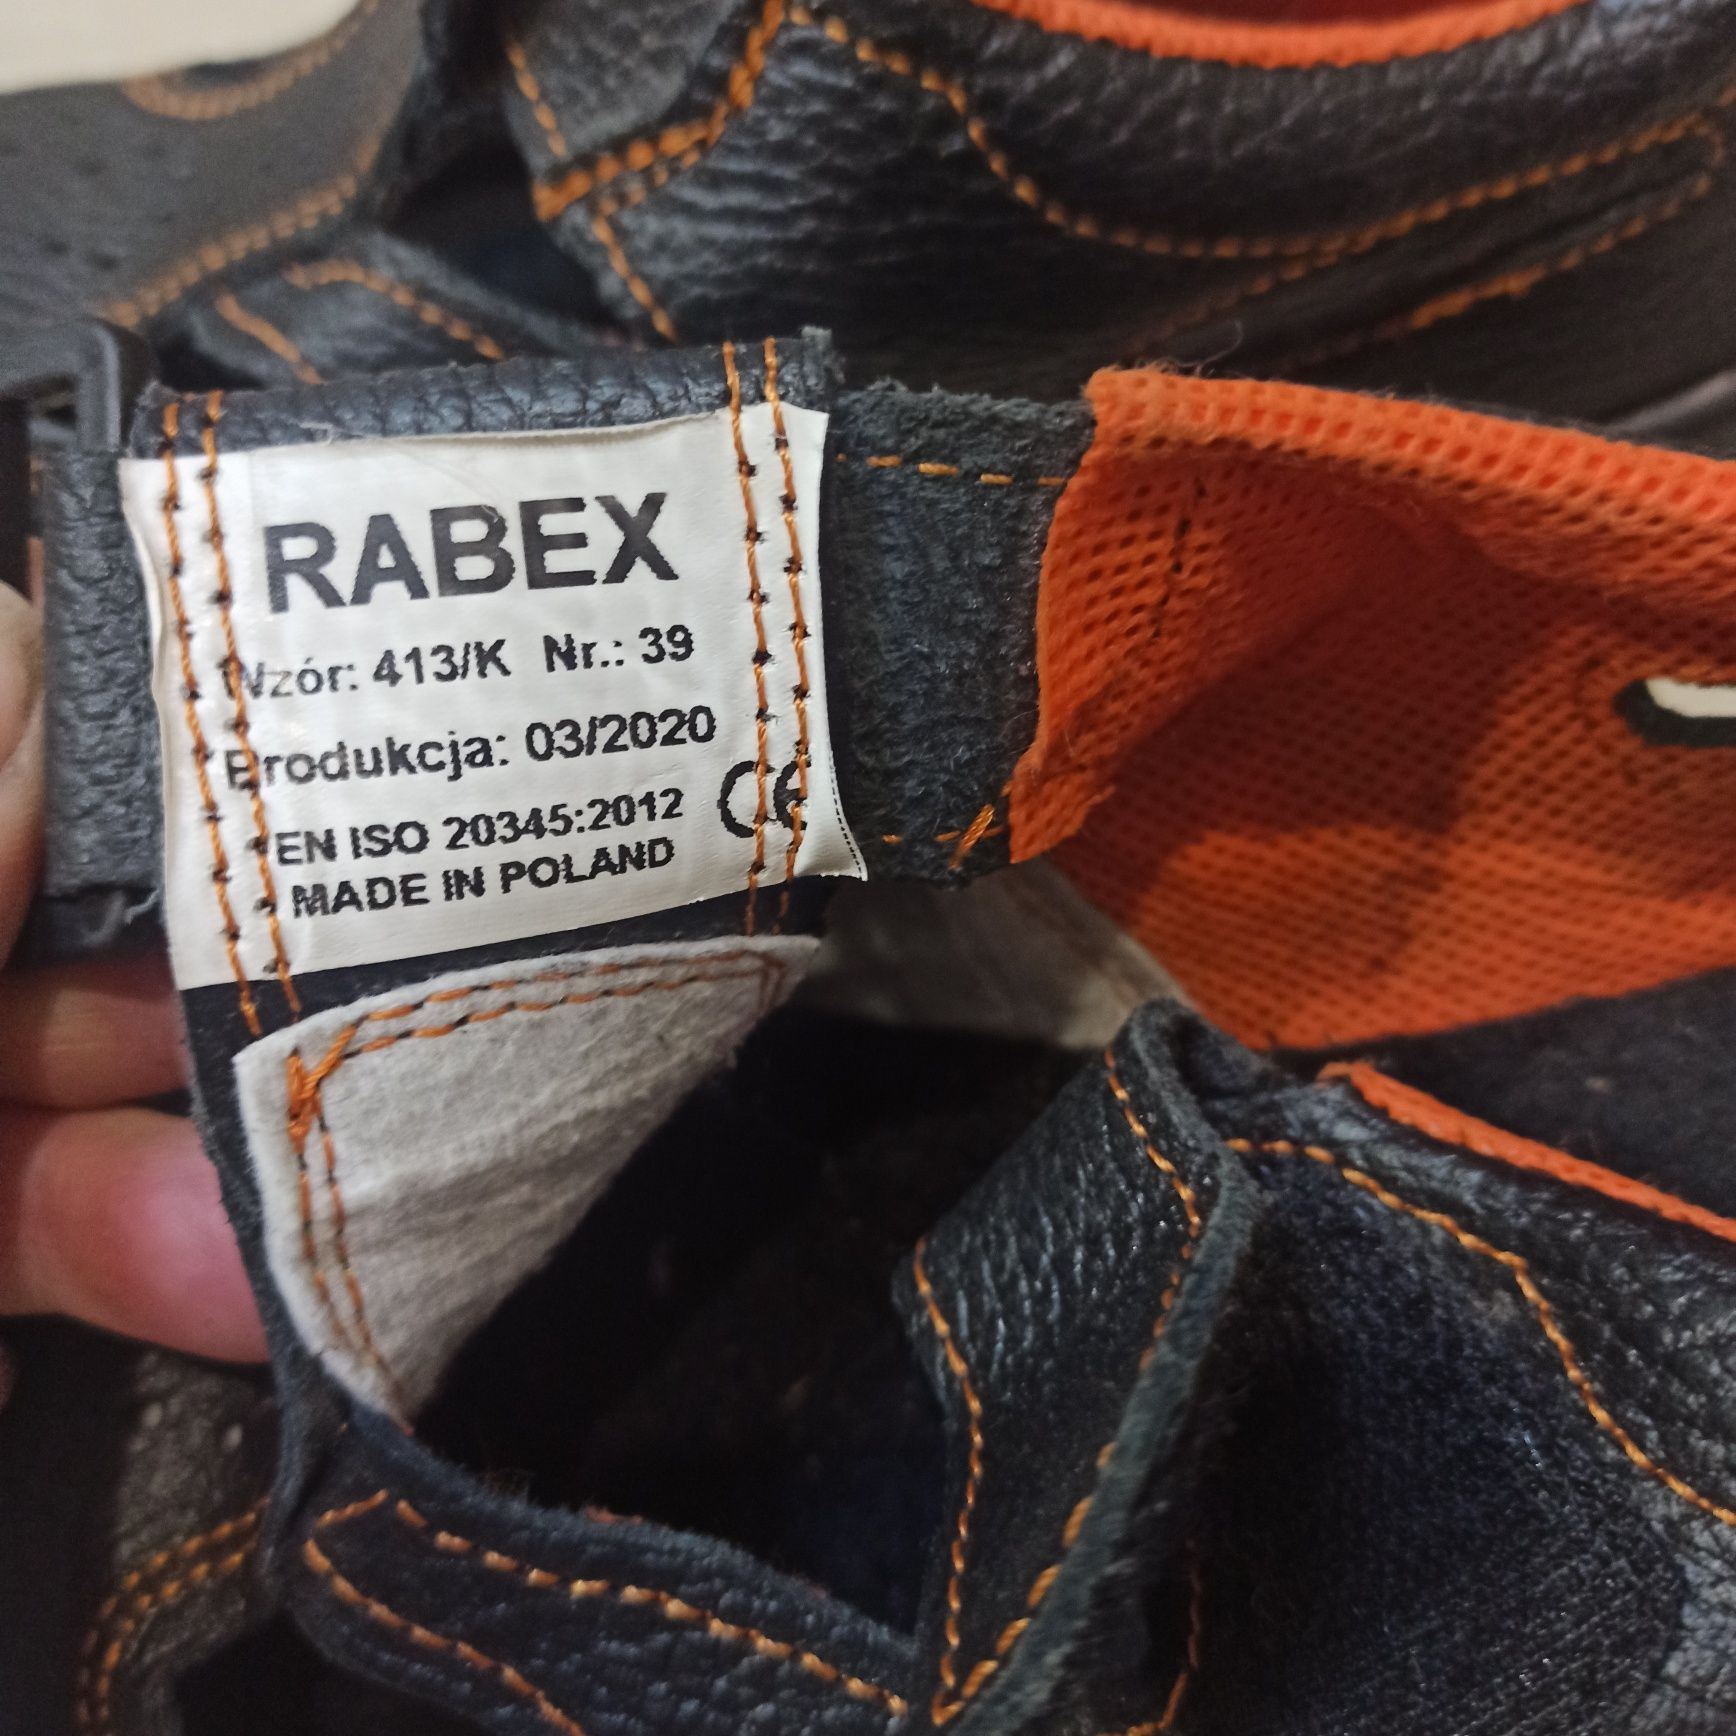 RABEX
Wzór: 413/K Nr.: 39
Produkcja: 03/2020
CE
EN ISO 20345:2012
MADE IN POLAND